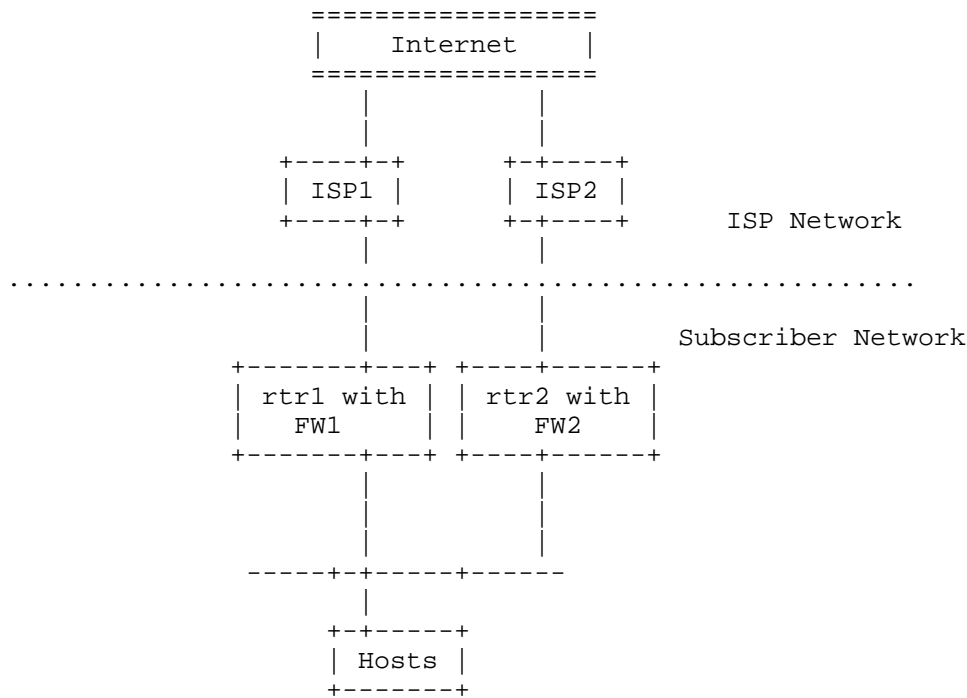 Internet
ISP1 ISP2
ISP Network
Subscriber Network
rtr1 with rtr2 with
FW1 FW2
Hosts